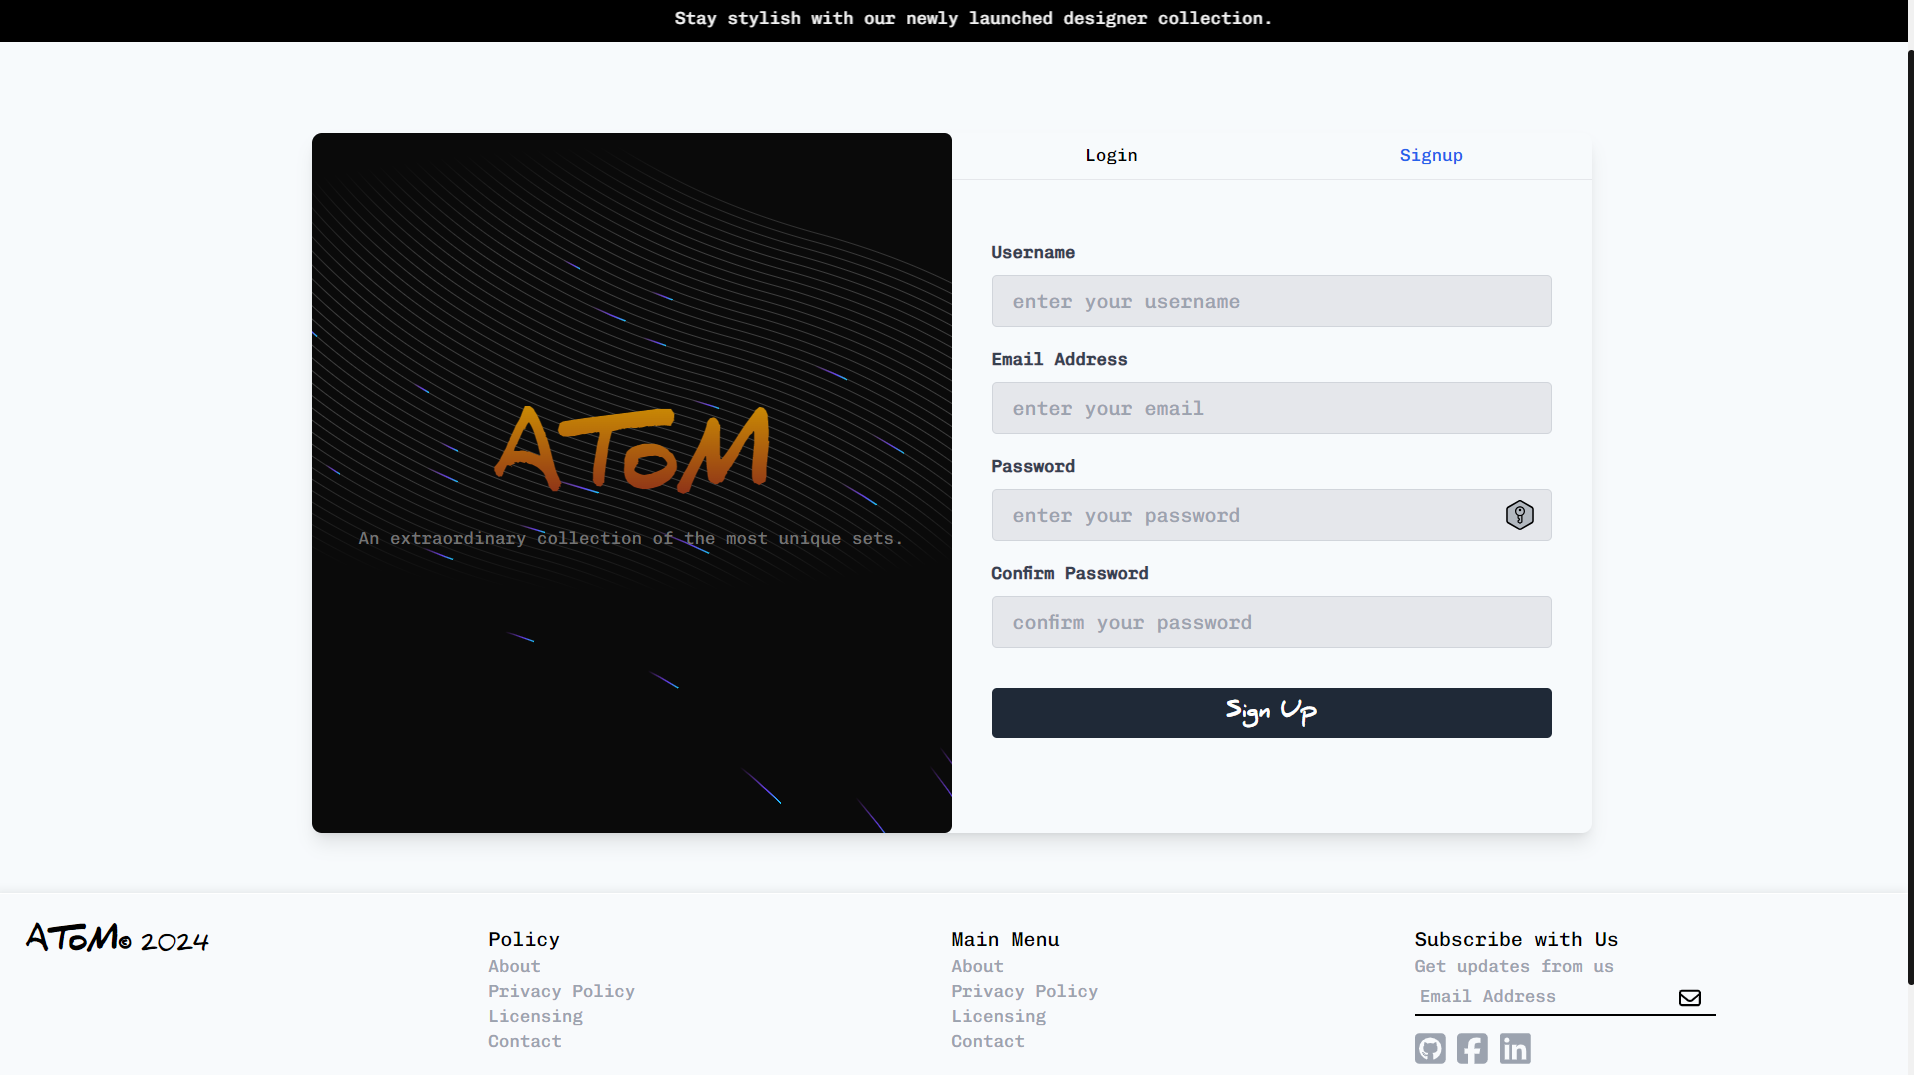 Stay stylish with our newly launched designer collection.
Login
Signup
ATOM
An extraordinary collection of the most unique sets.
Username
enter your username
Email Address
enter your email
Password
enter your password
Confirm Password
confirm your password
Sign Up
ATOM© 2024
Policy
About
Privacy Policy
Licensing
Contact
Main Menu
About
Privacy Policy
Licensing
Contact
Subscribe with Us
Get updates from us
Email Address